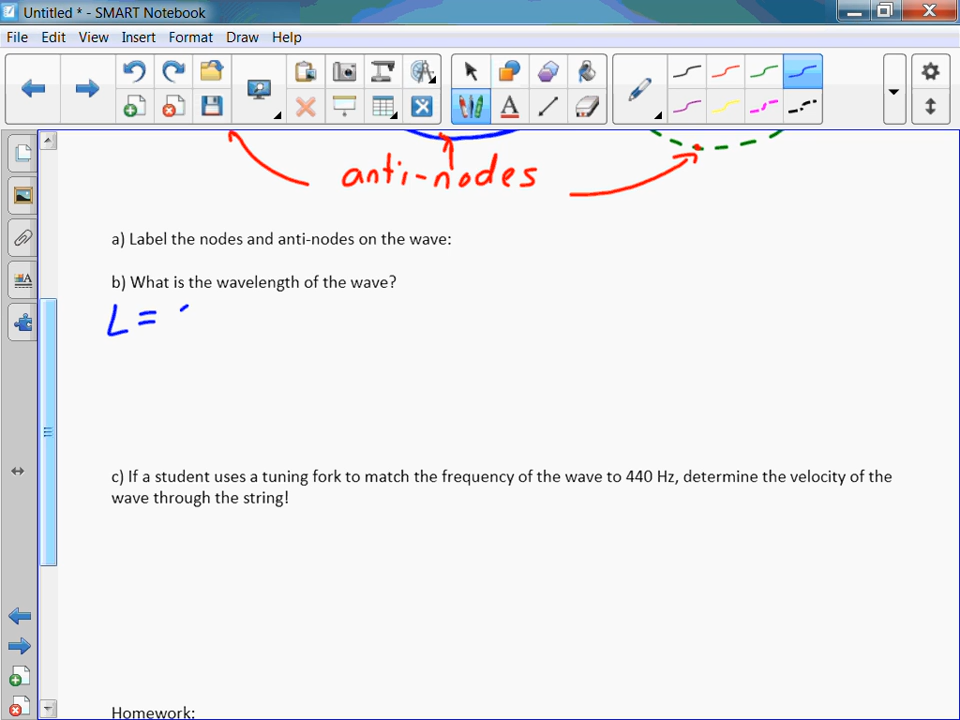 Untitled * - SMART Notebook
File Edit View Insert Format Draw Help
anti-nodes
a) Label the nodes and anti-nodes on the wave:
b) What is the wavelength of the wave?
L =
c) If a student uses a tuning fork to match the frequency of the wave to 440 Hz, determine the velocity of the
wave through the string!
Homework: